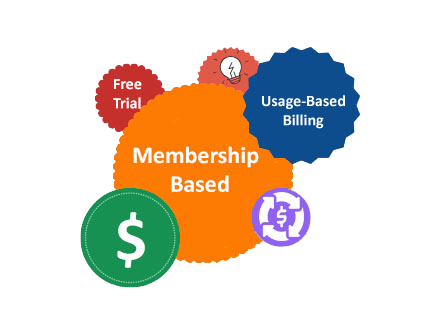 Free
Trial
Usage-Based
Billing
Membership
Based
$
$